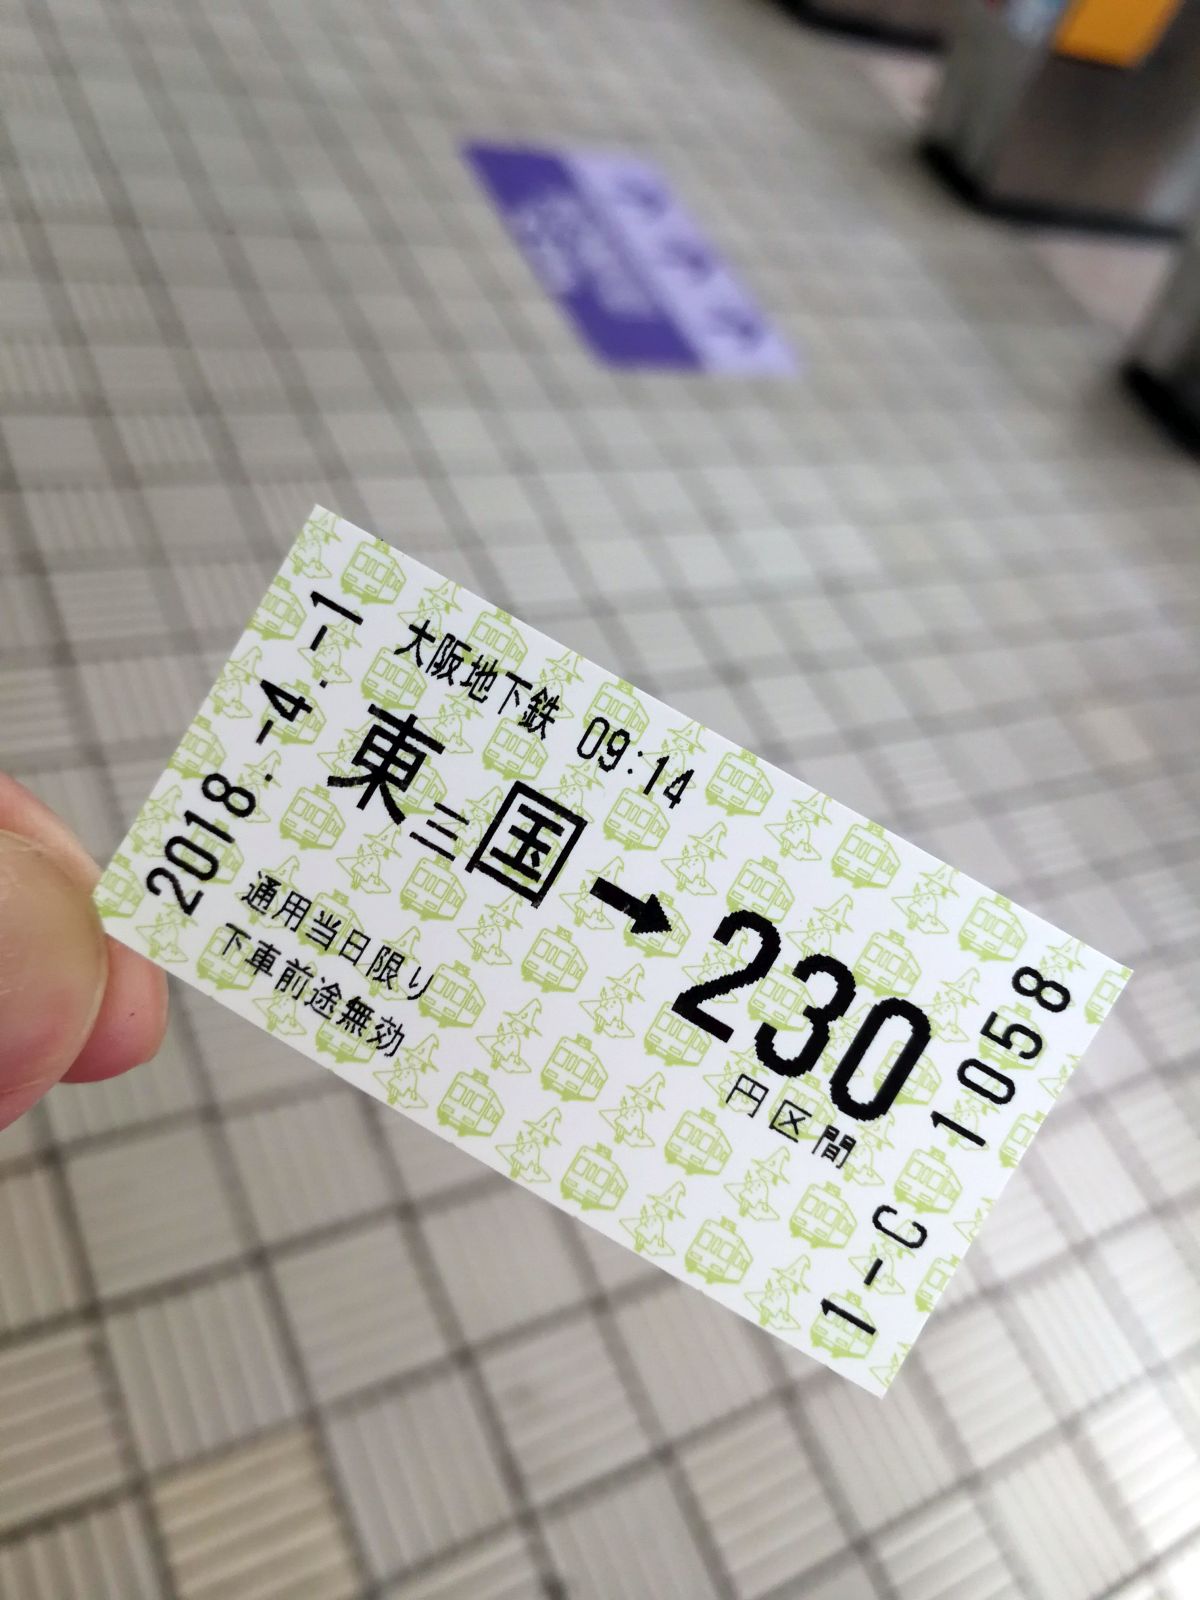 2018.-4.-1
大阪地下鉄 09:14
東三国→230
円区間
通用当日限り
下車前途無効
1-C 1058